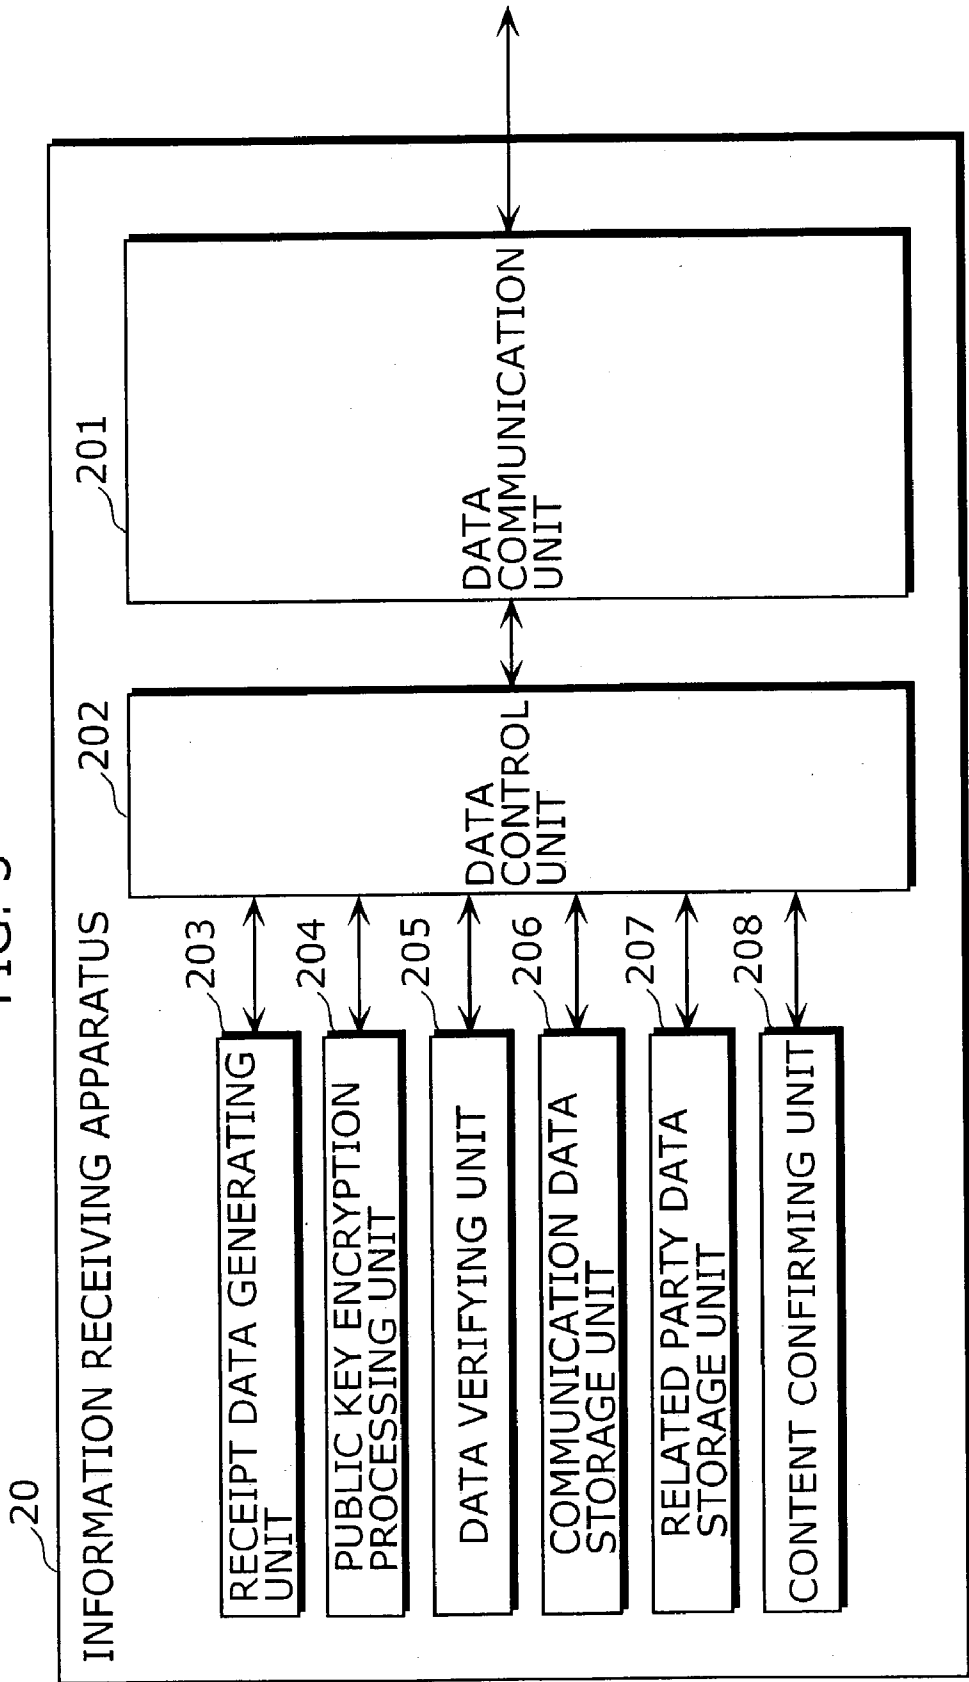 FIG.
20
INFORMATION RECEIVING APPARATUS
203
RECEIPT DATA GENERATING
UNIT
204
PUBLIC KEY ENCRYPTION
PROCESSING UNIT
205
DATA VERIFYING UNIT
206
COMMUNICATION DATA
STORAGE UNIT
207
RELATED PARTY DATA
STORAGE UNIT
208
CONTENT CONFIRMING UNIT
202
DATA
CONTROL
UNIT
201
DATA
COMMUNICATION
UNIT